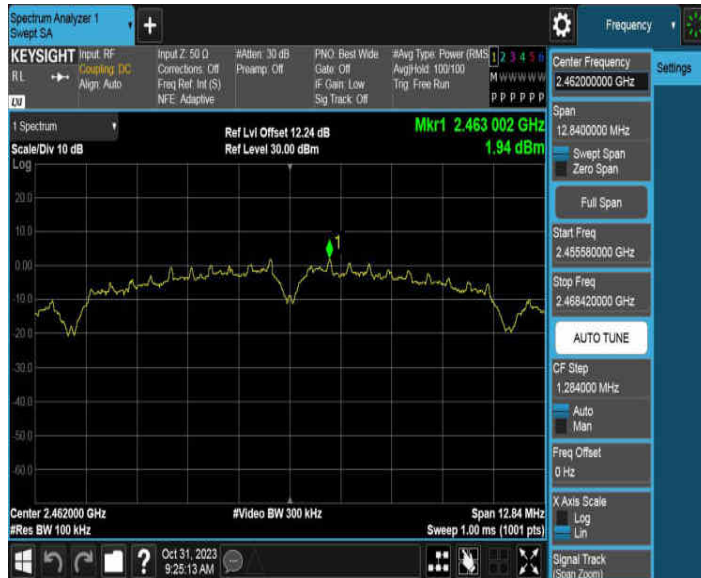 Spectrum Analyzer 1
Swept SA
Frequency
KEYSIGHT
RL
LXI
Input: RF
Coupling: DC
Align: Auto
Input Z: 50 Ω
Corrections: Off
Freq Ref: Int (S)
NFE: Adaptive
#Atten: 30 dB
Preamp: Off
PNO: Best Wide
Gate: Off
IF Gain: Low
Sig Track: Off
#Avg Type: Power (RMS
Avg|Hold: 100/100
Trig: Free Run
1 2 3 4 5 6
M W W W W W
P P P P P P
1 Spectrum
Scale/Div 10 dB
Log
Ref Lvl Offset 12.24 dB
Ref Level 30.00 dBm
Mkr1 2.463 002 GHz
1.94 dBm
20.0
10.0
0.00
-10.0
-20.0
-30.0
-40.0
-50.0
-60.0
1
Center 2.462000 GHz
#Res BW 100 kHz
#Video BW 300 kHz
Span 12.84 MHz
Sweep 1.00 ms (1001 pts)
Oct 31, 2023
9:25:13 AM
Center Frequency
2.462000000 GHz
Settings
Span
12.8400000 MHz
Swept Span
Zero Span
Full Span
Start Freq
2.455580000 GHz
Stop Freq
2.468420000 GHz
AUTO TUNE
CF Step
1.284000 MHz
Auto
Man
Freq Offset
0 Hz
X Axis Scale
Log
Lin
Signal Track
(Span Zoom)